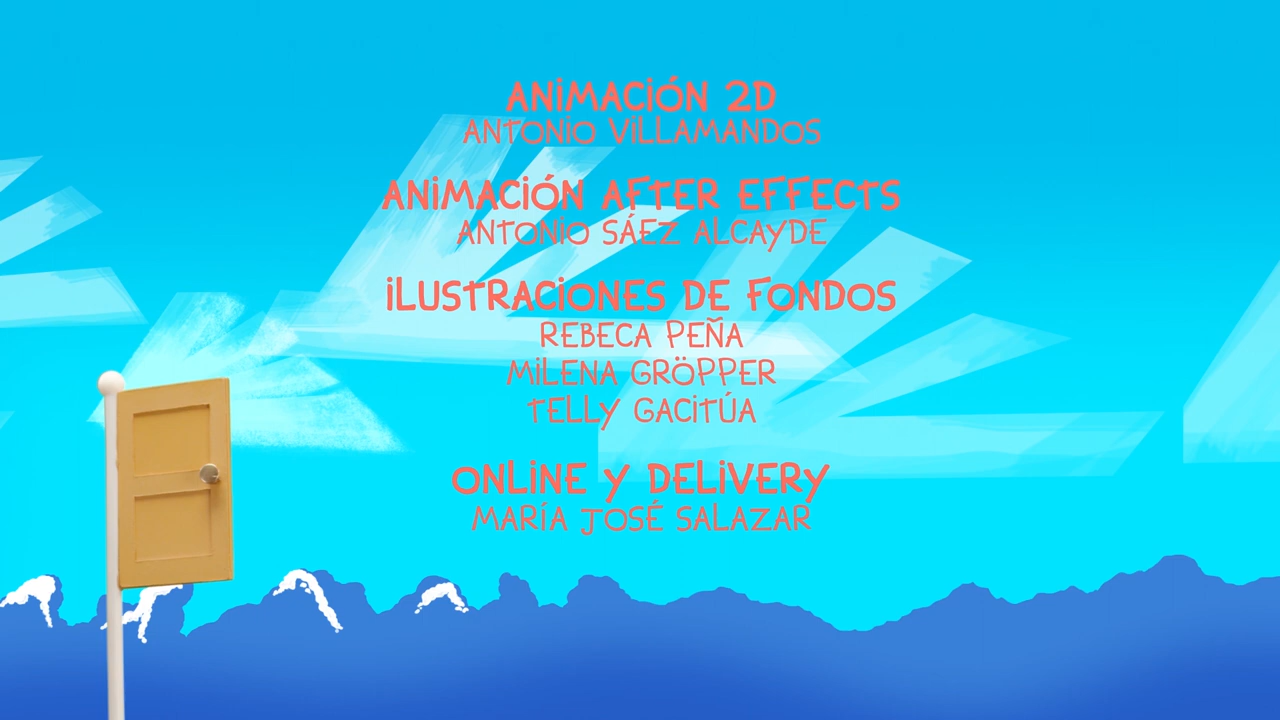 ANIMACIÓN 2D
ANTONIO VILLAMANDOS
ANIMACIÓN AFTER EFFECTS
ANTONIO SÁEZ ALCAYDE
ILUSTRACIONES DE FONDOS
REBECA PEÑA
MILENA GRÖPPER
TELLY GACITÚA
ONLINE Y DELIVERY
MARÍA JOSÉ SALAZAR